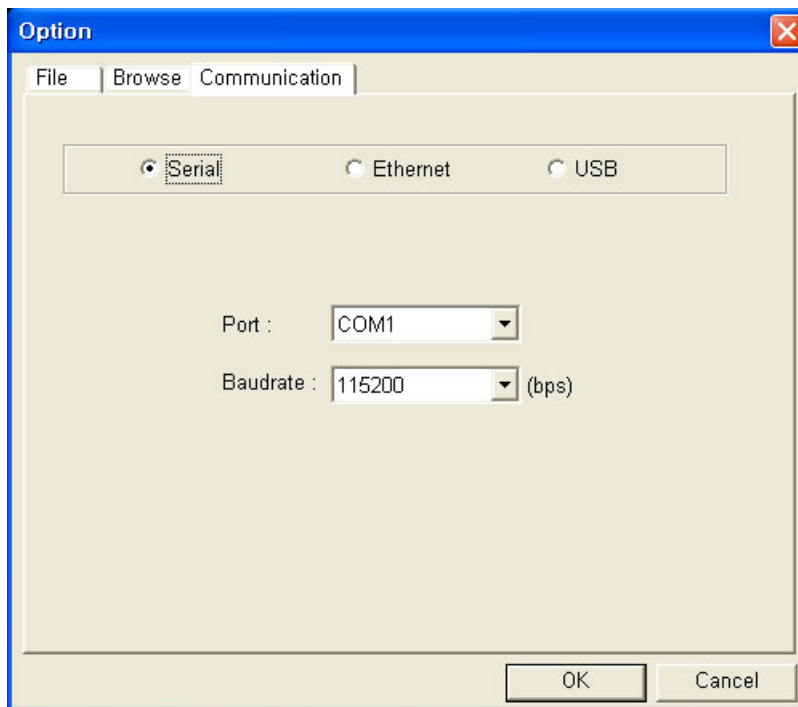 Option
File Browse Communication
Serial Ethernet USB
Port : COM1
Baudrate : 115200 (bps)
OK Cancel